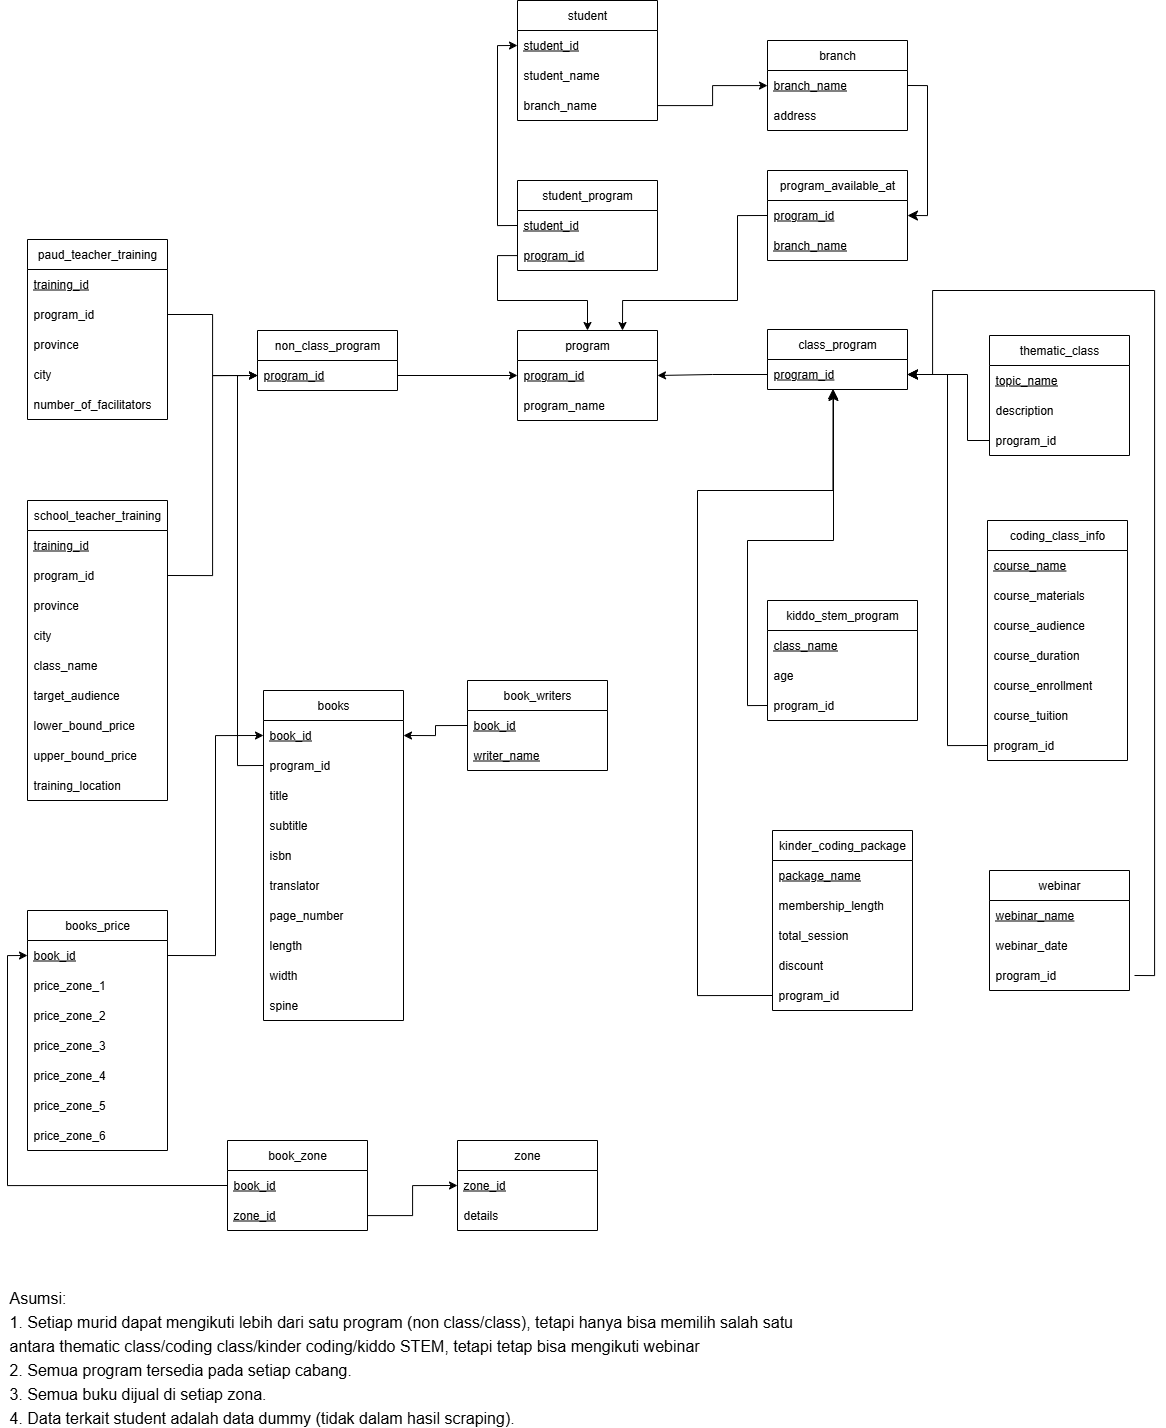 student
student_id
student_name
branch_name
branch
branch_name
address
student_program
student_id
program_id
program_available_at
program_id
branch_name
paud_teacher_training
training_id
program_id
province
city
number_of_facilitators
non_class_program
program_id
program
program_id
program_name
class_program
program_id
thematic_class
topic_name
description
program_id
school_teacher_training
training_id
program_id
province
city
class_name
target_audience
lower_bound_price
upper_bound_price
training_location
coding_class_info
course_name
course_materials
course_audience
course_duration
course_enrollment
course_tuition
program_id
kiddo_stem_program
class_name
age
program_id
books
book_id
program_id
title
subtitle
isbn
translator
page_number
length
width
spine
book_writers
book_id
writer_name
kinder_coding_package
package_name
membership_length
total_session
discount
program_id
webinar
webinar_name
webinar_date
program_id
books_price
book_id
price_zone_1
price_zone_2
price_zone_3
price_zone_4
price_zone_5
price_zone_6
book_zone
book_id
zone_id
zone
zone_id
details
Asumsi:
1. Setiap murid dapat mengikuti lebih dari satu program (non class/class), tetapi hanya bisa memilih salah satu
antara thematic class/coding class/kinder coding/kiddo STEM, tetapi tetap bisa mengikuti webinar
2. Semua program tersedia pada setiap cabang.
3. Semua buku dijual di setiap zona.
4. Data terkait student adalah data dummy (tidak dalam hasil scraping).